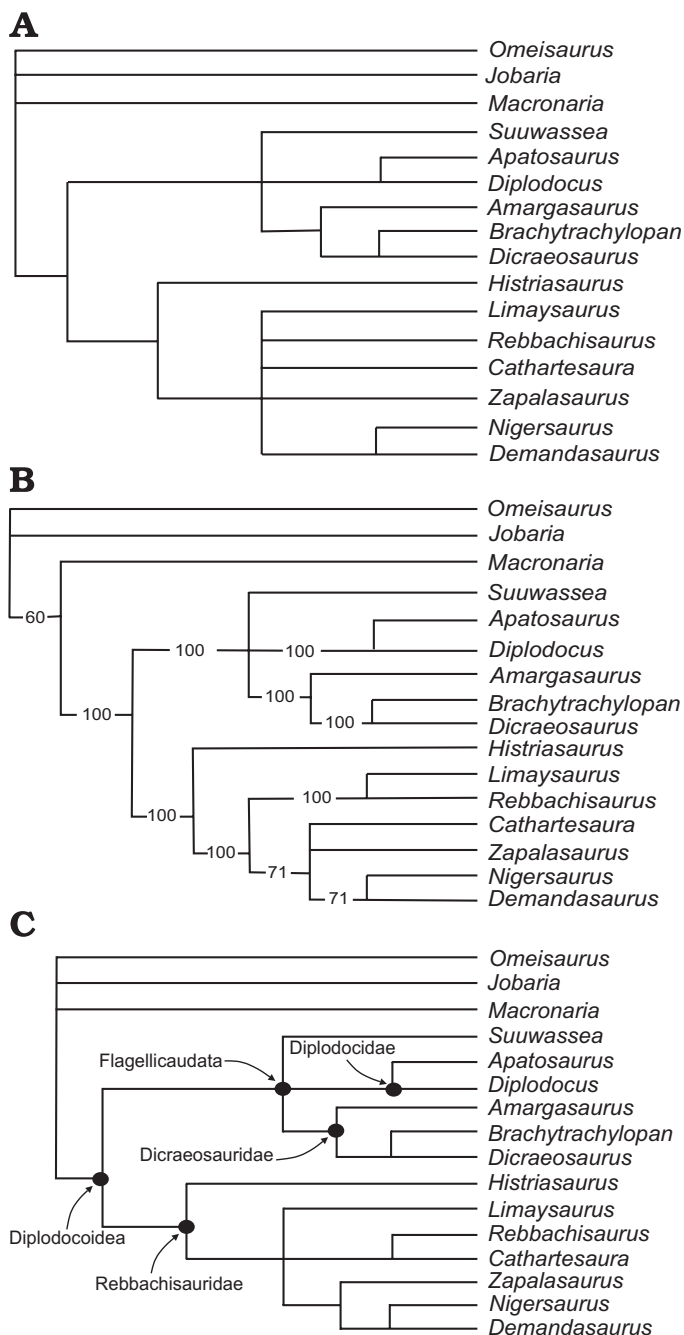 A
Omeisaurus
Jobaria
Macronaria
Suuwassea
Apatosaurus
Diplodocus
Amargasaurus
Brachytrachylopan
Dicraeosaurus
Histriasaurus
Limaysaurus
Rebbachisaurus
Cathartesaura
Zapalasaurus
Nigersaurus
Demandasaurus
B
Omeisaurus
Jobaria
Macronaria
60
Suuwassea
Apatosaurus
100
100
Diplodocus
Amargasaurus
100
Brachytrachylopan
100
100
Dicraeosaurus
Histriasaurus
Limaysaurus
100
Rebbachisaurus
100
Cathartesaura
100
Zapalasaurus
71
Nigersaurus
71
Demandasaurus
C
Omeisaurus
Jobaria
Macronaria
Suuwassea
Flagellicaudata
Diplodocidae
Apatosaurus
Diplodocus
Amargasaurus
Brachytrachylopan
Dicraeosauridae
Dicraeosaurus
Histriasaurus
Limaysaurus
Diplodocoidea
Rebbachisaurus
Cathartesaura
Rebbachisauridae
Zapalasaurus
Nigersaurus
Demandasaurus